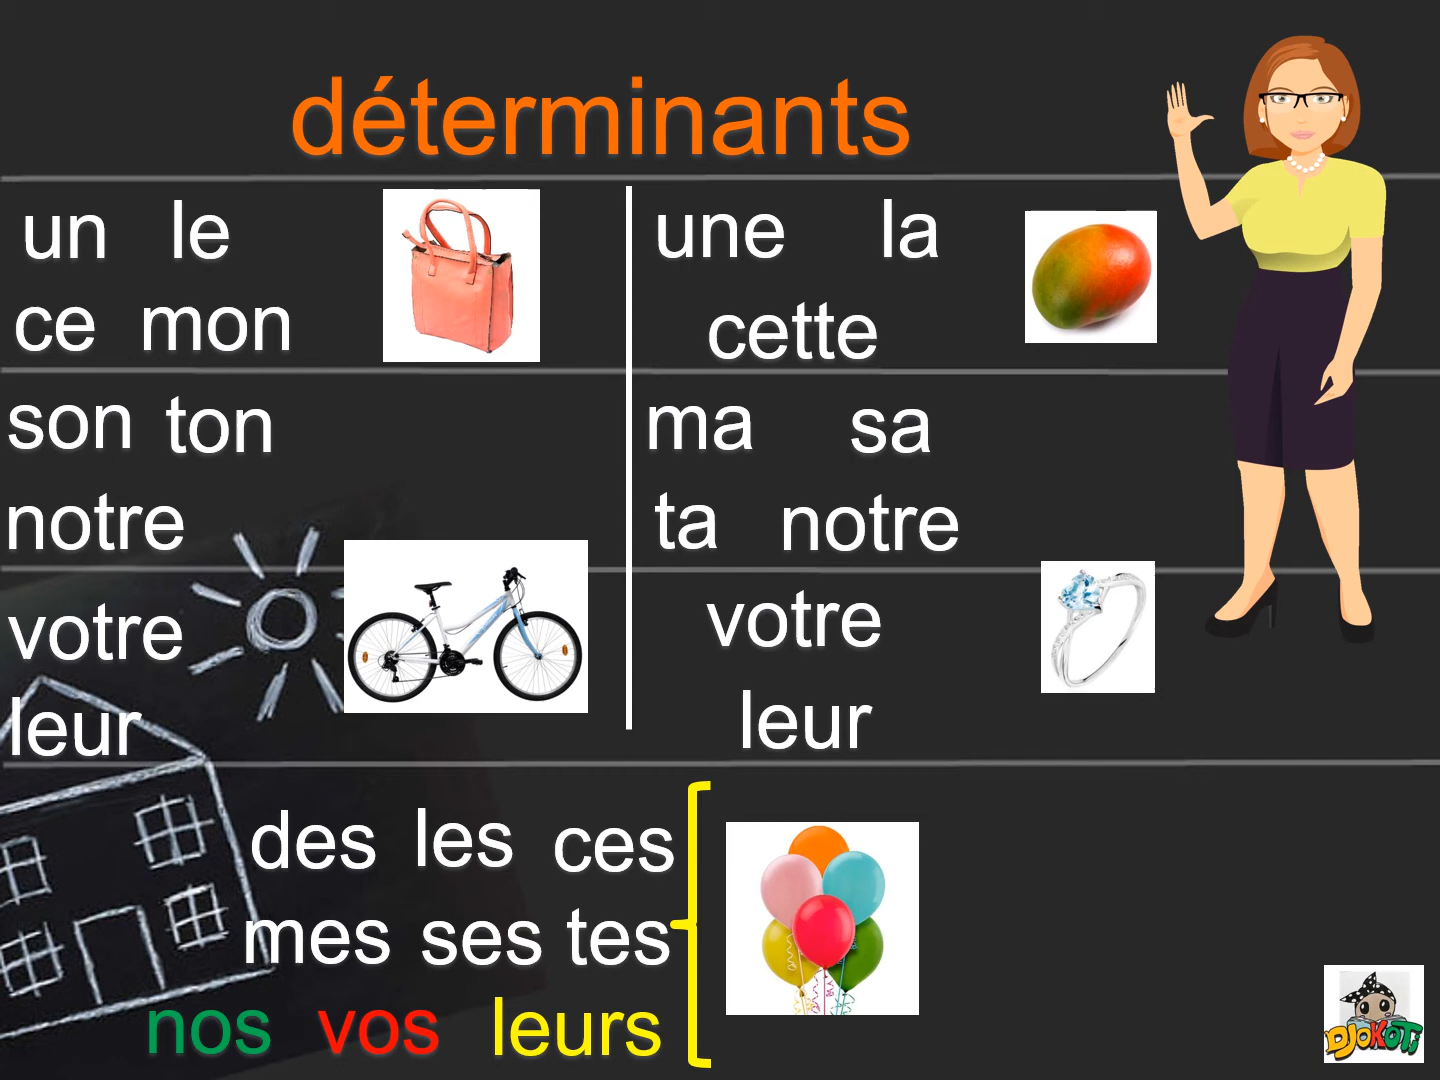 déterminants
un le
ce mon
son ton
notre
votre
leur
une la
cette
ma sa
ta notre
votre
leur
des les ces
mes ses tes
nos vos leurs
DJOKOTI